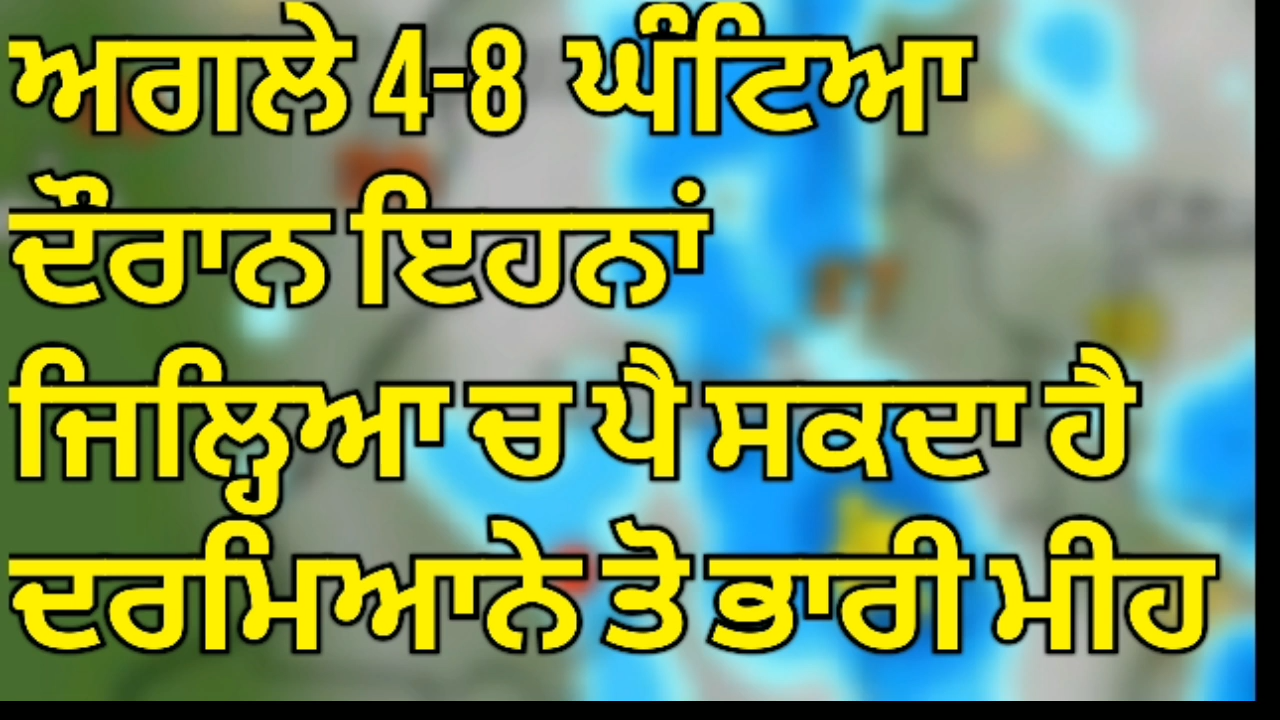 ਅਗਲੇ 4-8 ਘੰਟਿਆ
ਦੌਰਾਨ ਇਹਨਾਂ
ਜਿਲ੍ਹਿਆ ਚ ਪੈ ਸਕਦਾ ਹੈ
ਦਰਮਿਆਨੇ ਤੋ ਭਾਰੀ ਮੀਹ